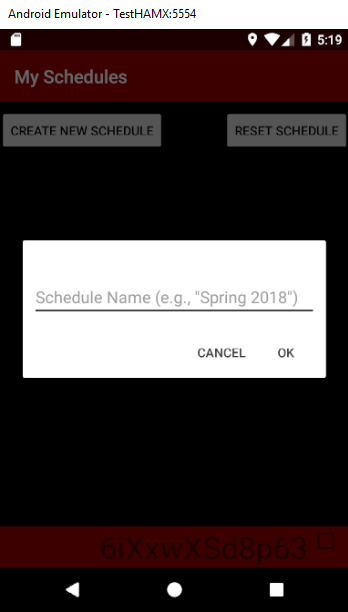 Android Emulator - TestHAMX:5554
5:19
My Schedules
CREATE NEW SCHEDULE
RESET SCHEDULE
Schedule Name (e.g., "Spring 2018")
CANCEL
OK
6iXxwXSd8p63